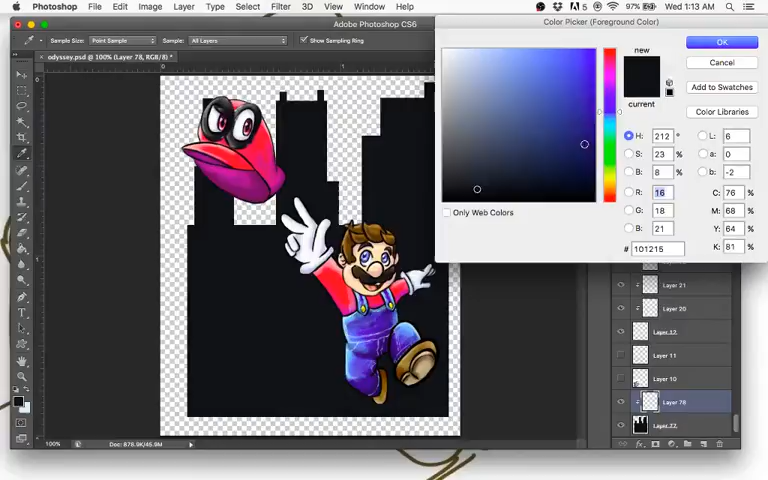 Photoshop File Edit Image Layer Type Select Filter 3D View Window Help 5 Wed 1:13 AM
Adobe Photoshop CS6
Color Picker (Foreground Color)
Sample Size: Point Sample Sample: All Layers Show Sampling Ring
odyssey.psd @ 100% (Layer 78, RGB/8) *
new
current
OK
Cancel
Add to Swatches
Color Libraries
H: 212 °
S: 23 %
B: 8 %
R: 16
G: 18
B: 21
# 101215
L: 6
a: 0
b: -2
C: 76 %
M: 68 %
Y: 64 %
K: 81 %
Only Web Colors
Layer 21
Layer 20
Layer 12
Layer 11
Layer 10
Layer 78
Layer 77
100% Doc: 878.9K/45.9M